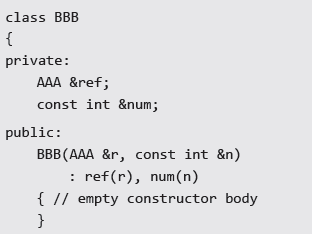 class BBB
{
private:
    AAA &ref;
    const int &num;
public:
    BBB(AAA &r, const int &n)
        : ref(r), num(n)
    { // empty constructor body
    }